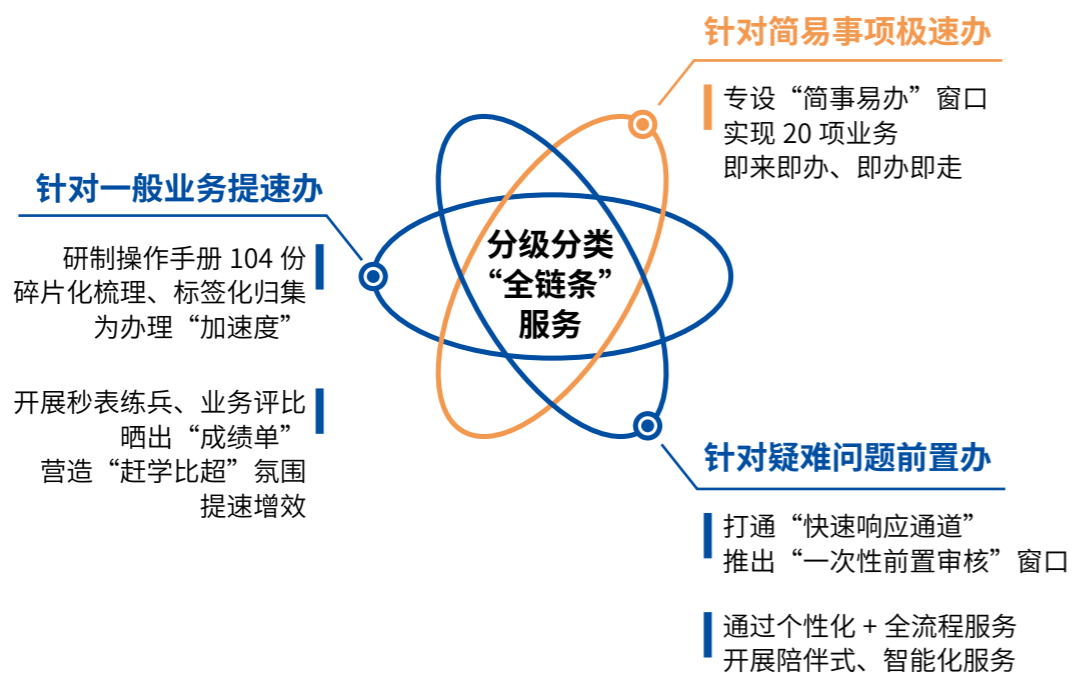 针对简易事项极速办
专设“简事易办”窗口
实现 20 项业务
即来即办、即办即走
针对一般业务提速办
研制操作手册 104 份
碎片化梳理、标签化归集
为办理“加速度”
开展秒表练兵、业务评比
晒出“成绩单”
营造“赶学比超”氛围
提速增效
分级分类
“全链条”
服务
针对疑难问题前置办
打通“快速响应通道”
推出“一次性前置审核”窗口
通过个性化 + 全流程服务
开展陪伴式、智能化服务